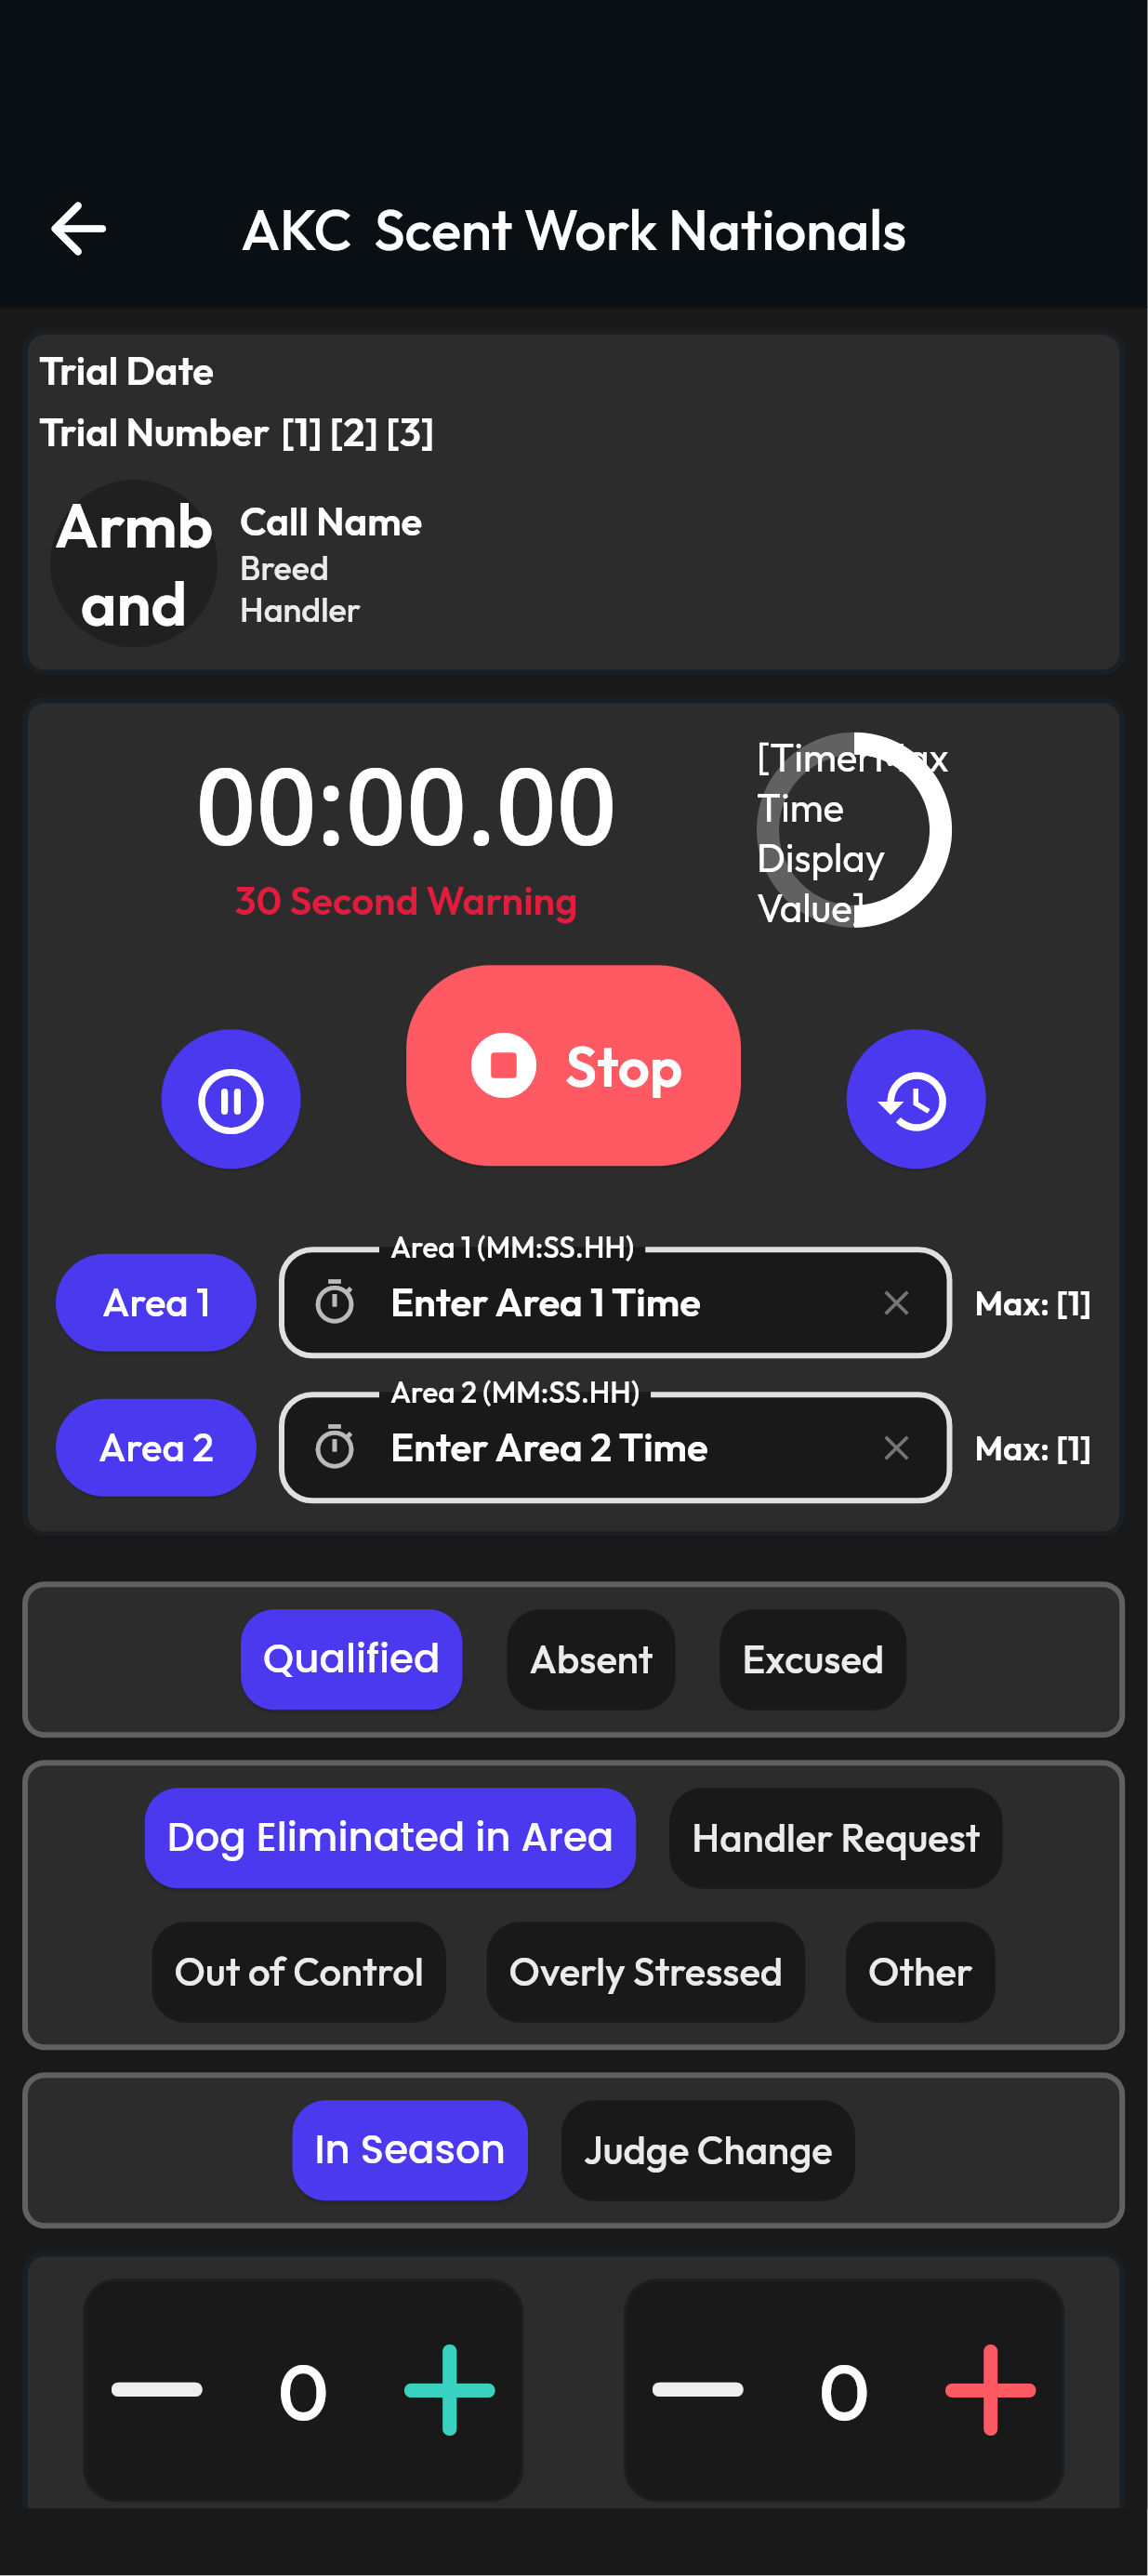 AKC  Scent Work Nationals
Trial Date
Trial Number [1] [2] [3]
Armb
and
Call Name
Breed
Handler
00:00.00
30 Second Warning
[TimerMax
Time
Display
Value]
Stop
Area 1
Area 1 (MM:SS.HH)
Enter Area 1 Time
Max: [1]
Area 2
Area 2 (MM:SS.HH)
Enter Area 2 Time
Max: [1]
Qualified
Absent
Excused
Dog Eliminated in Area
Handler Request
Out of Control
Overly Stressed
Other
In Season
Judge Change
0
0